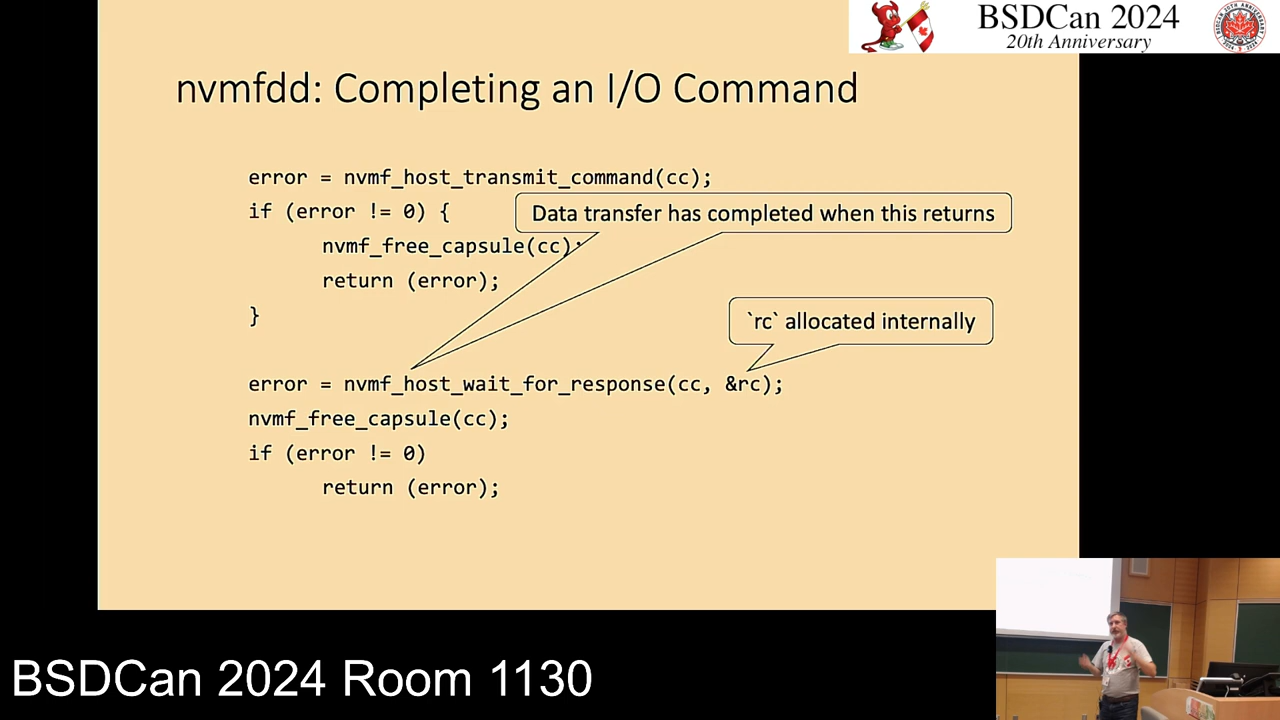 BSDCan 2024
20th Anniversary
nvmfdd: Completing an I/O Command
error = nvmf_host_transmit_command(cc);
if (error != 0) {
Data transfer has completed when this returns
nvmf_free_capsule(cc);
return (error);
}
`rc` allocated internally
error = nvmf_host_wait_for_response(cc, &rc);
nvmf_free_capsule(cc);
if (error != 0)
return (error);
BSDCan 2024 Room 1130